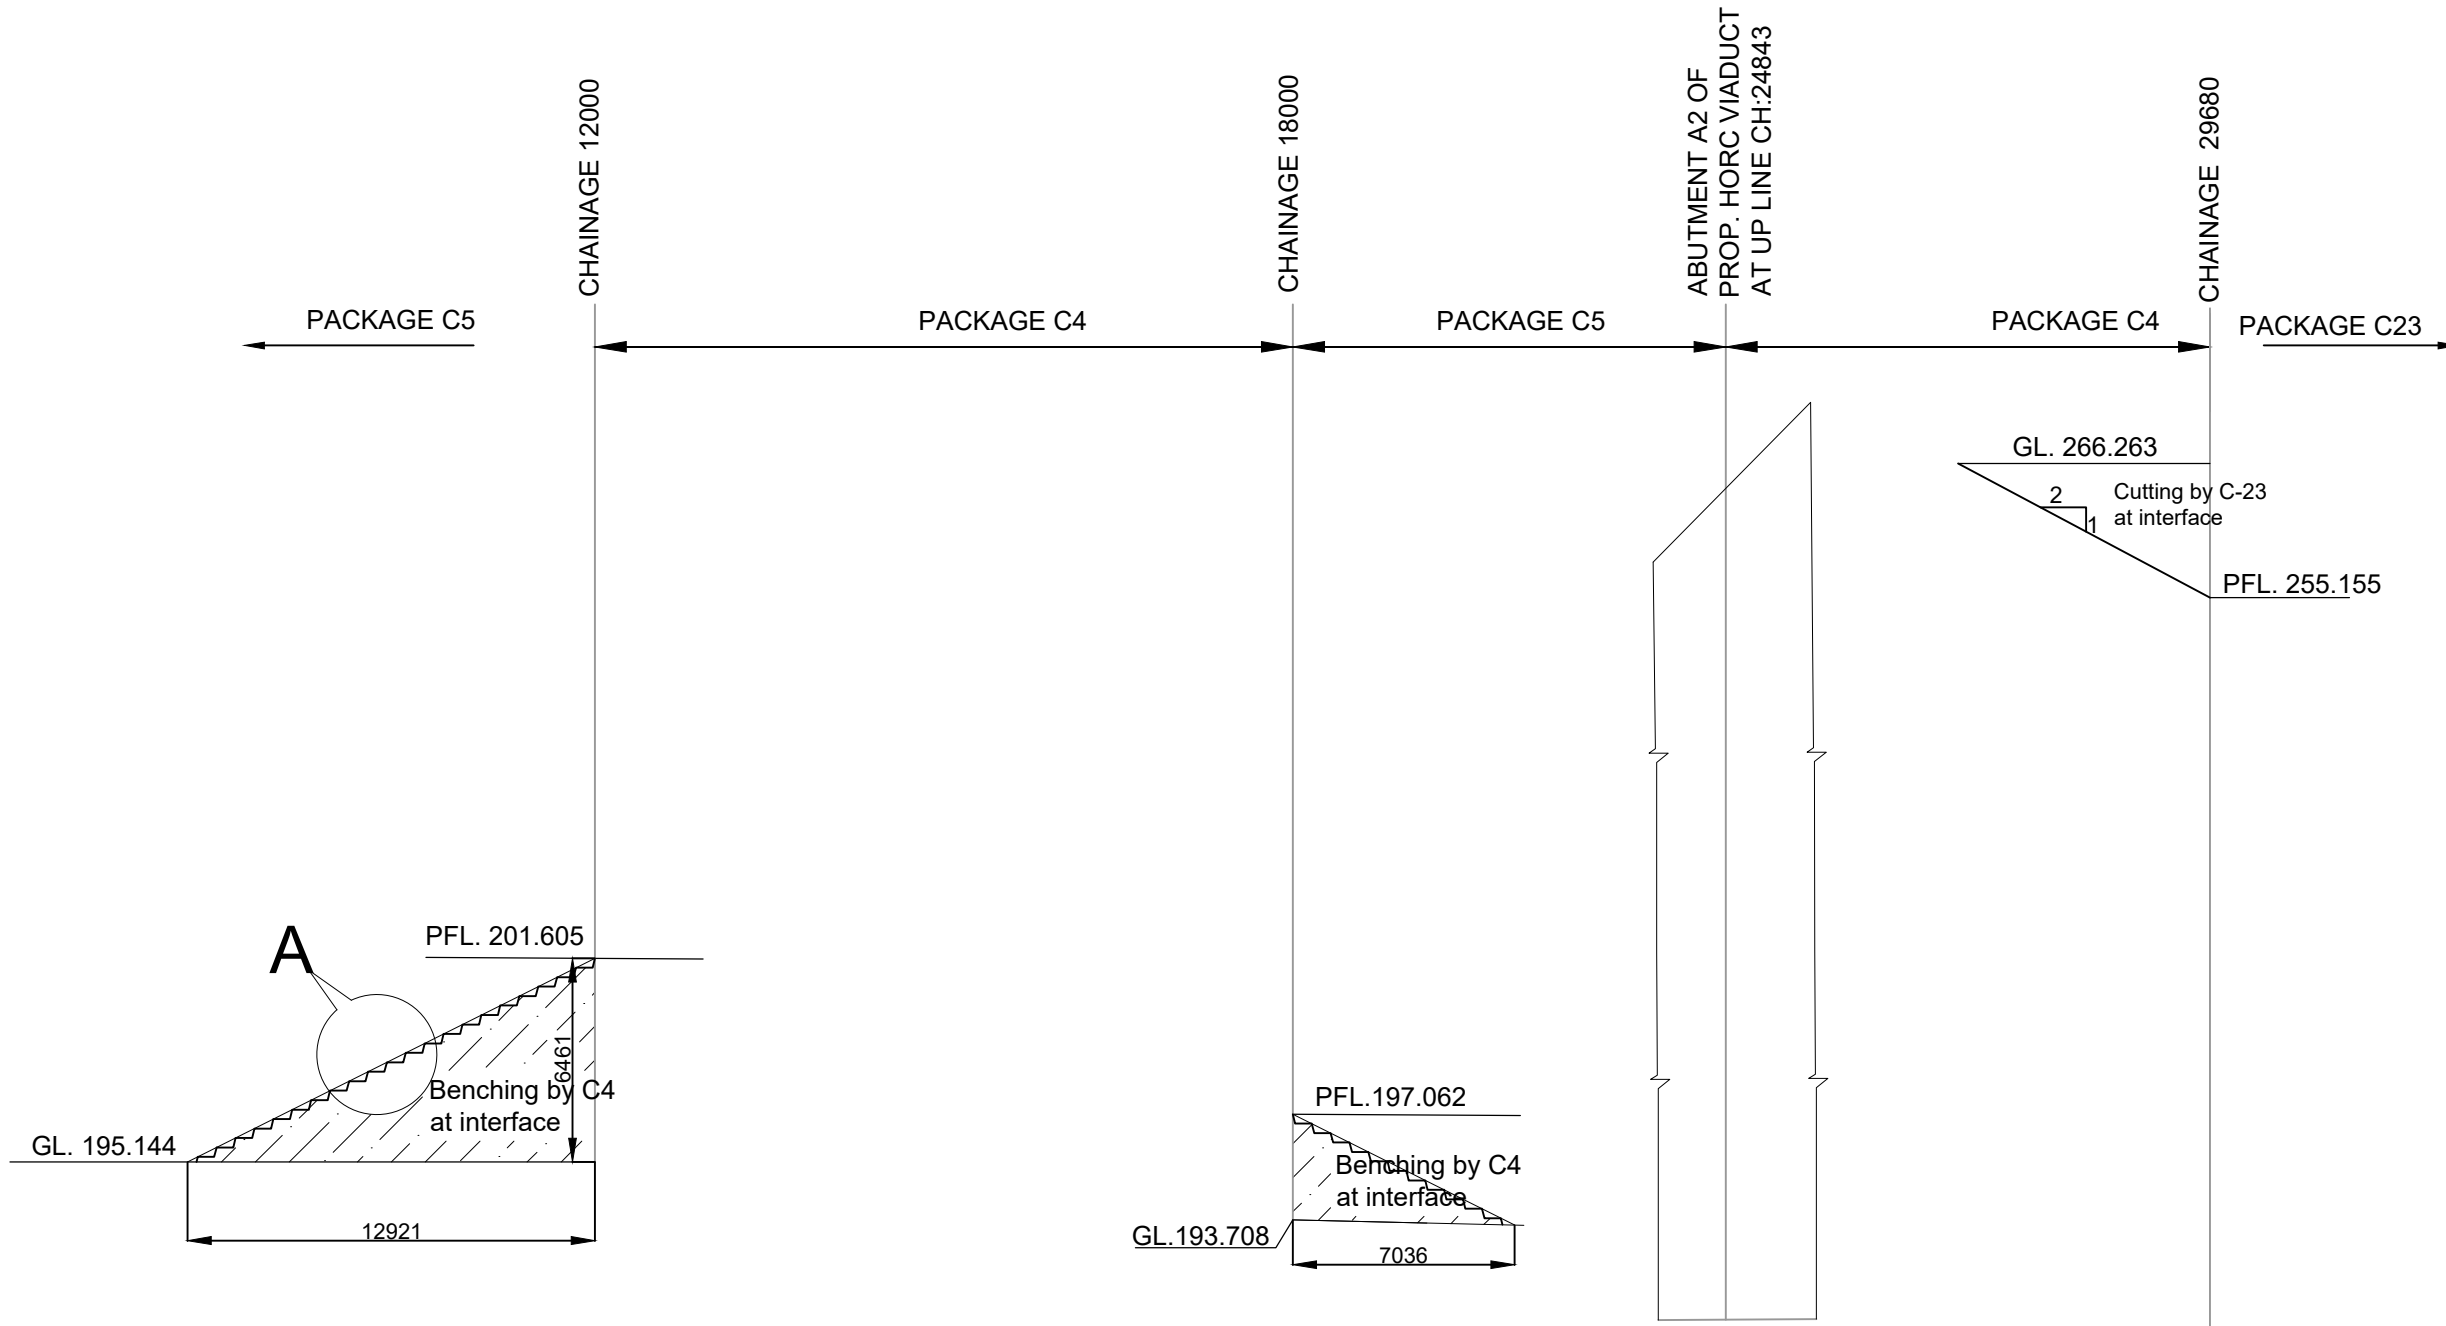 CHAINAGE 12000
CHAINAGE 18000
ABUTMENT A2 OF
PROP. HORC VIADUCT
AT UP LINE CH:24843
CHAINAGE 29680
PACKAGE C5
PACKAGE C4
PACKAGE C5
PACKAGE C4
PACKAGE C23
GL. 266.263
2
1
Cutting by C-23
at interface
PFL. 255.155
A
PFL. 201.605
6461
Benching by C4
at interface
GL. 195.144
12921
PFL.197.062
Benching by C4
at interface
GL.193.708
7036